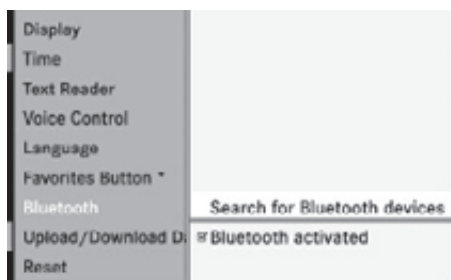 Display
Time
Text Reader
Voice Control
Language
Favorites Button *
Bluetooth
Search for Bluetooth devices
Upload/Download D
Bluetooth activated
Reset